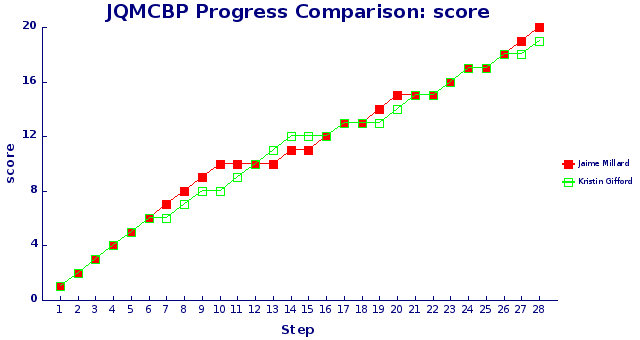 JQMCBP Progress Comparison: score
20
16
12
8
4
0
score
1 2 3 4 5 6 7 8 9 10 11 12 13 14 15 16 17 18 19 20 21 22 23 24 25 26 27 28
Step
Jaime Millard
Kristin Gifford